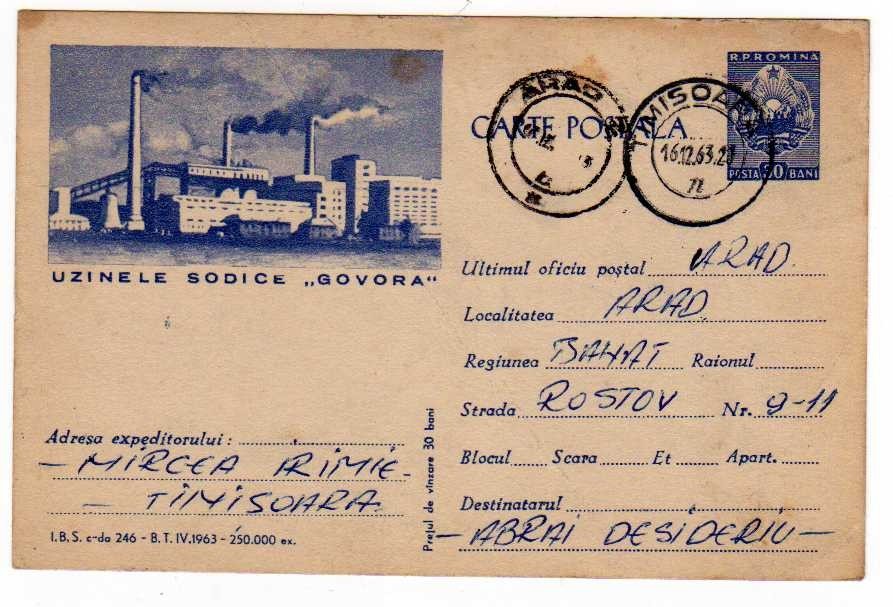 UZINELE SODICE „GOVORA"
Adresa expeditorului :
- MIRCEA IRIMIE -
- TIMISOARA
I.B.S. c-da 246 - B.T. IV.1963 - 250.000 ex.
Prețul de vînzare 30 bani
R.P.ROMINA
POSTA 30 BANI
CARTE POȘTALĂ
ARAD
TIMISOARA
16.12.63.20
Ultimul oficiu poștal ARAD
Localitatea ARAD
Regiunea BANAT Raionul
Strada ROSTOV Nr. 9-11
Blocul Scara Et Apart.
Destinatarul
- ABRAI DESIDERIU -